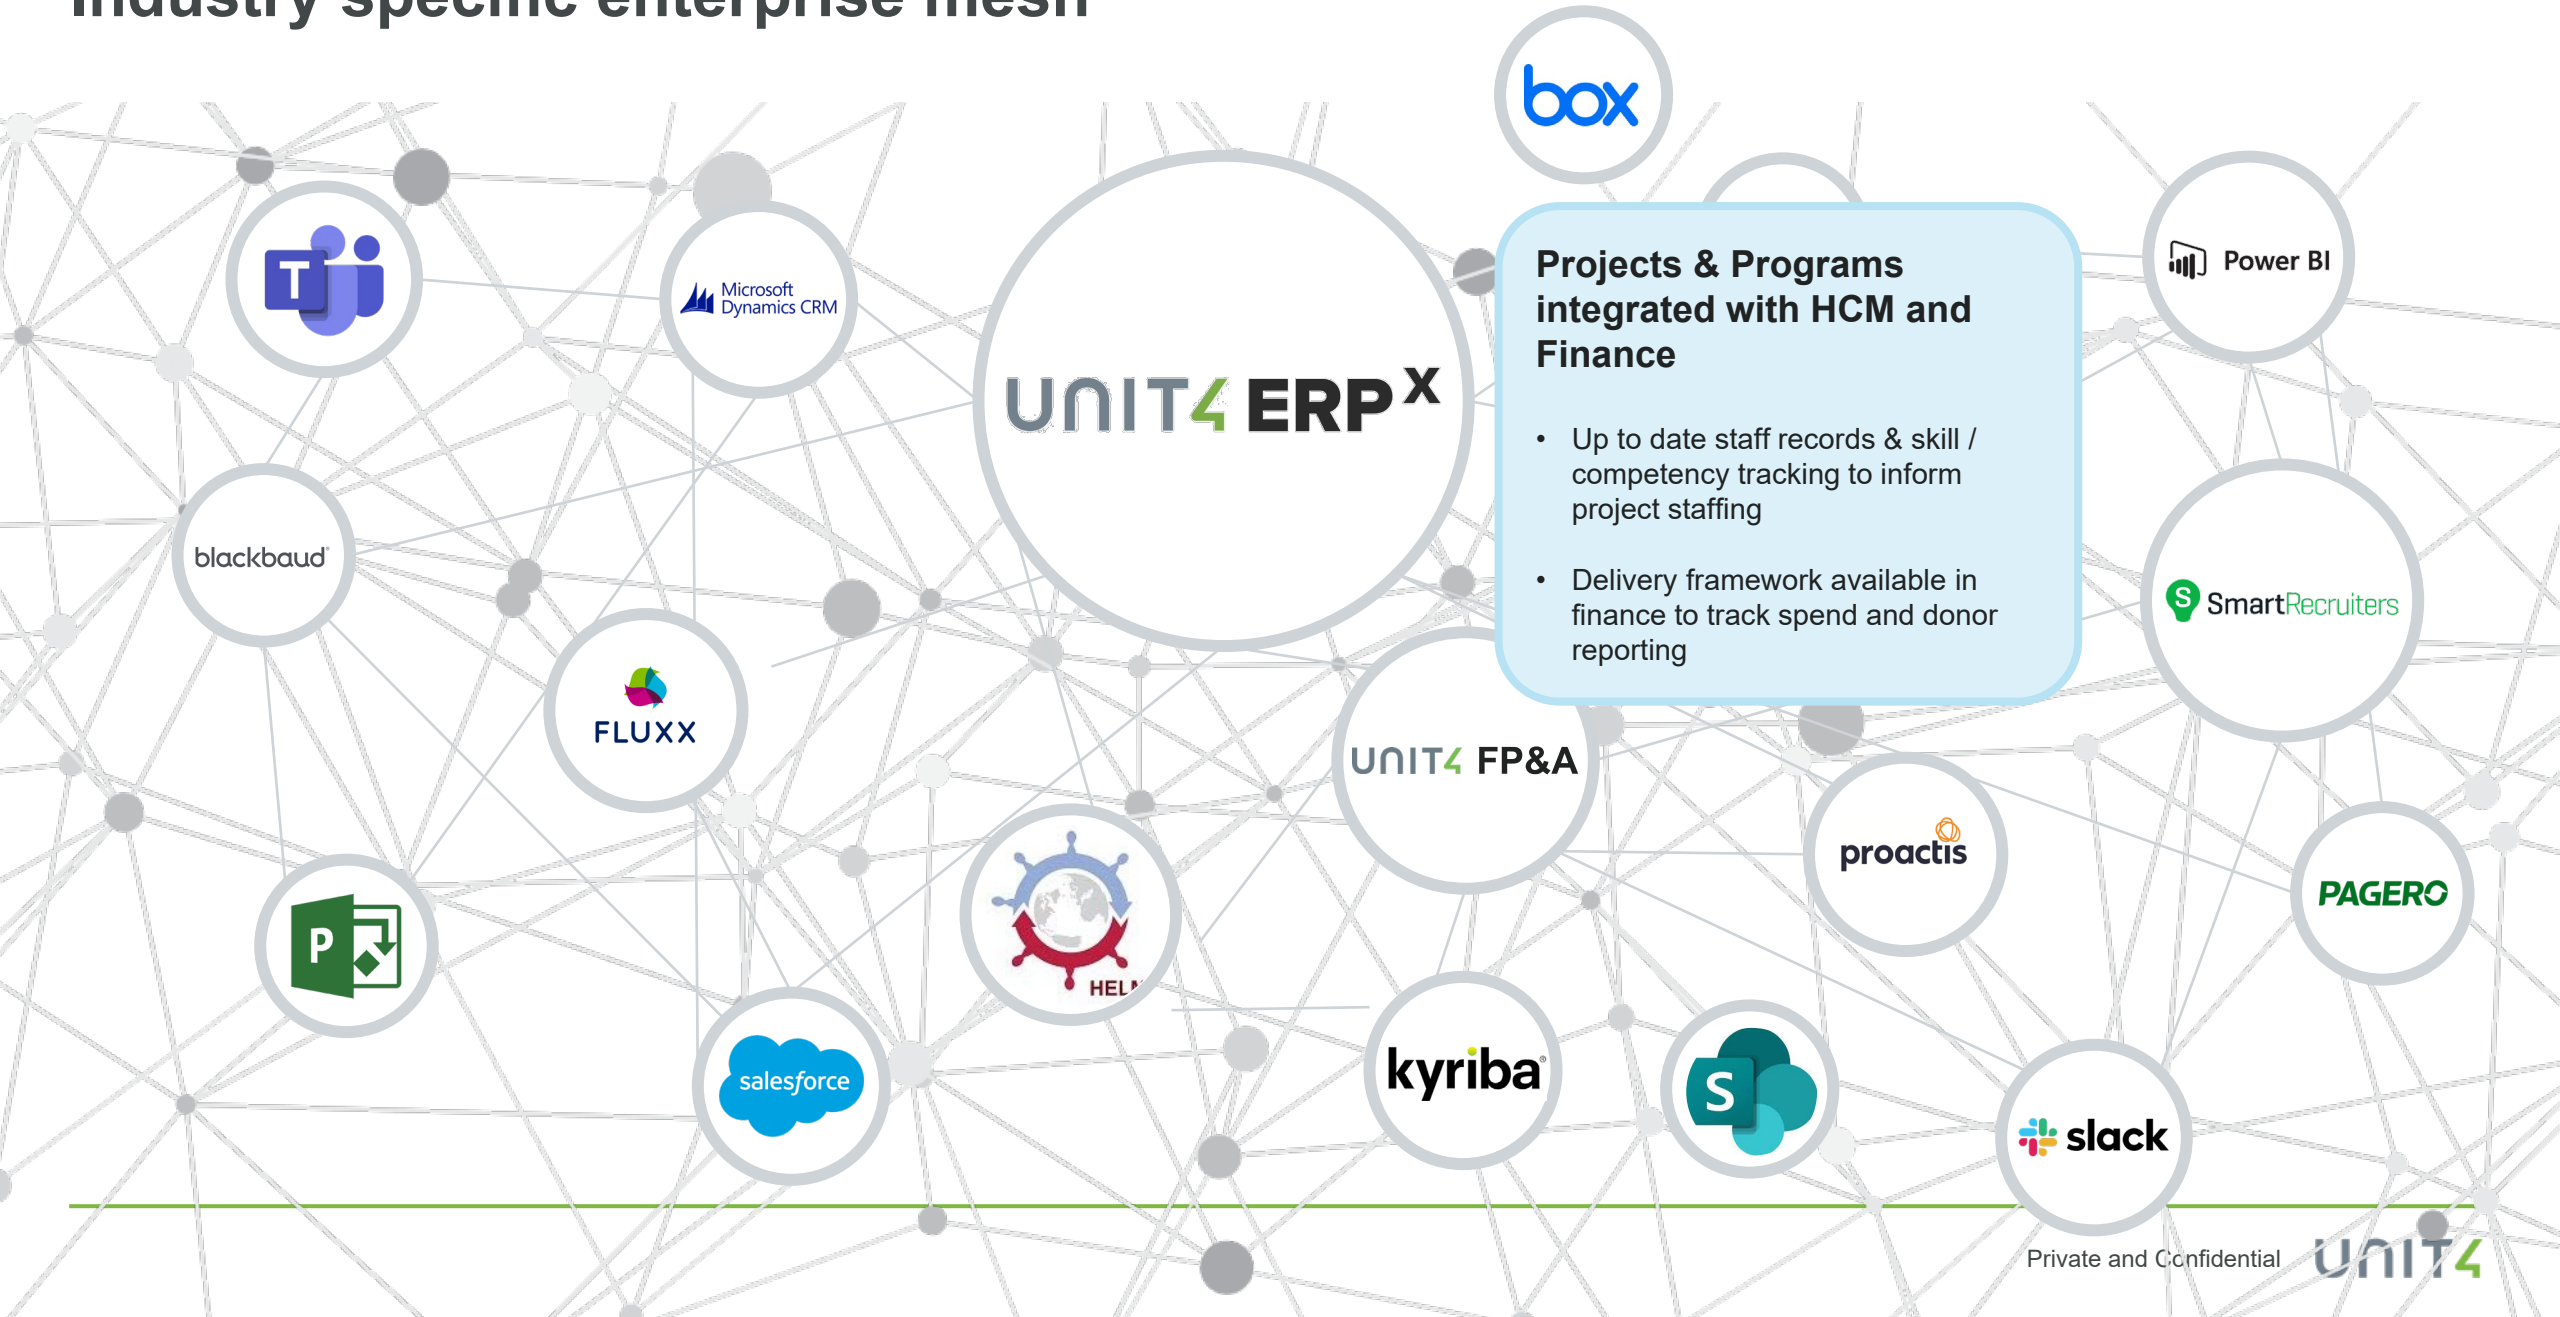 Industry specific enterprise mesh
box
T
Microsoft
Dynamics CRM
UNIT4 ERPX
Projects & Programs
integrated with HCM and
Finance
• Up to date staff records & skill /
competency tracking to inform
project staffing
• Delivery framework available in
finance to track spend and donor
reporting
Power BI
blackbaud®
S SmartRecruiters
FLUXX
UNIT4 FP&A
proactis
PAGERO
P
HELM
salesforce
kyriba®
S
slack
Private and Confidential
UNIT4